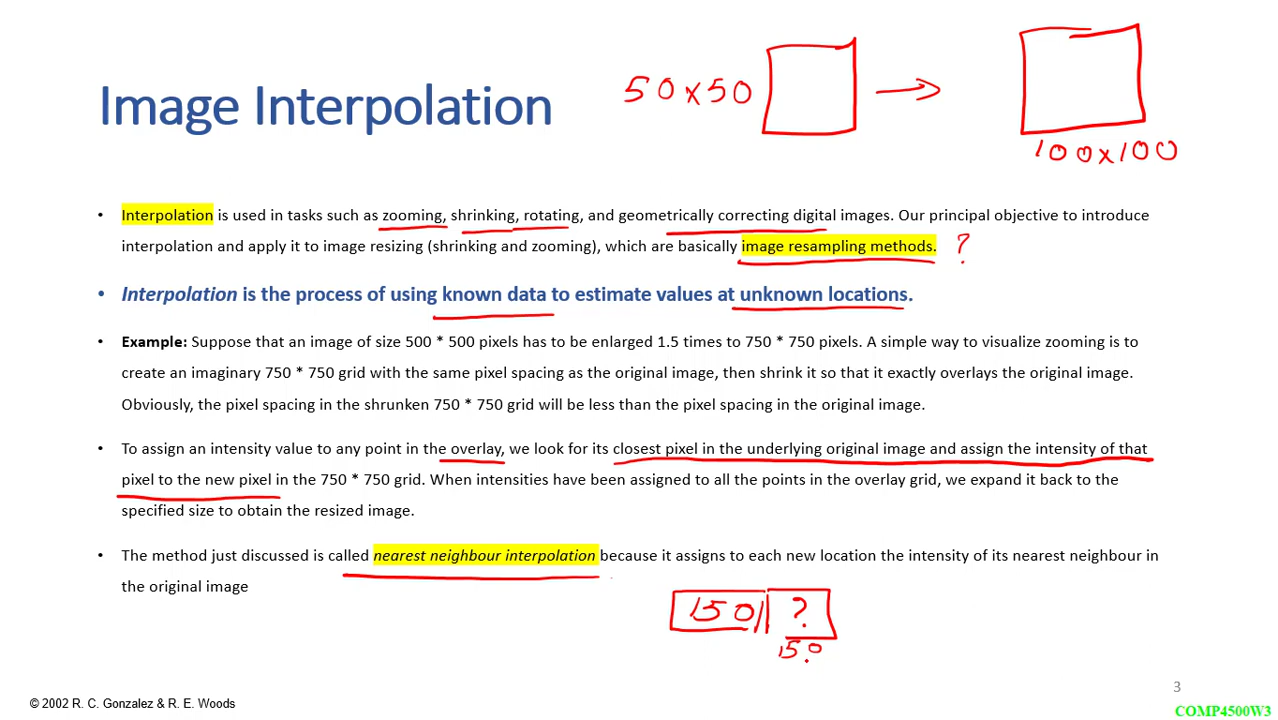 50x50
100x100
Image Interpolation
• Interpolation is used in tasks such as zooming, shrinking, rotating, and geometrically correcting digital images. Our principal objective to introduce
interpolation and apply it to image resizing (shrinking and zooming), which are basically image resampling methods. ?
• Interpolation is the process of using known data to estimate values at unknown locations.
• Example: Suppose that an image of size 500 * 500 pixels has to be enlarged 1.5 times to 750 * 750 pixels. A simple way to visualize zooming is to
create an imaginary 750 * 750 grid with the same pixel spacing as the original image, then shrink it so that it exactly overlays the original image.
Obviously, the pixel spacing in the shrunken 750 * 750 grid will be less than the pixel spacing in the original image.
• To assign an intensity value to any point in the overlay, we look for its closest pixel in the underlying original image and assign the intensity of that
pixel to the new pixel in the 750 * 750 grid. When intensities have been assigned to all the points in the overlay grid, we expand it back to the
specified size to obtain the resized image.
• The method just discussed is called nearest neighbour interpolation because it assigns to each new location the intensity of its nearest neighbour in
the original image
150 ?
150
3
© 2002 R. C. Gonzalez & R. E. Woods
COMP4500W3